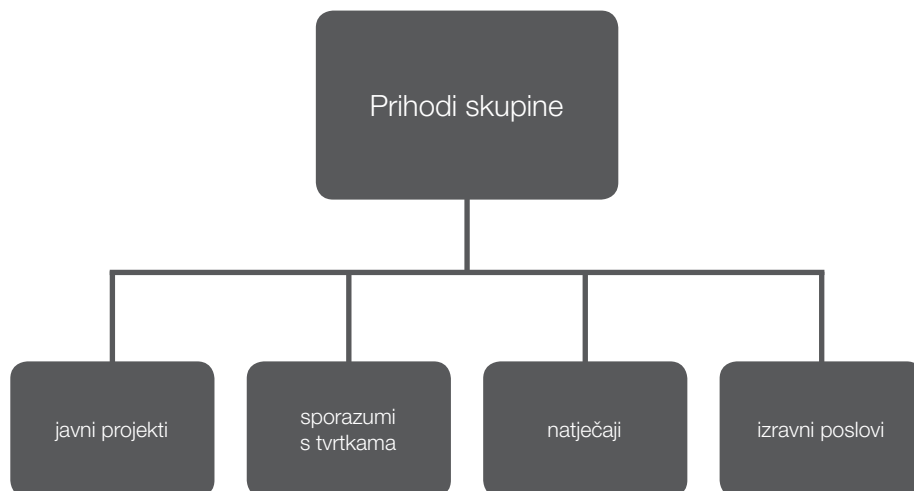 Prihodi skupine
javni projekti
sporazumi
s tvrtkama
natječaji
izravni poslovi